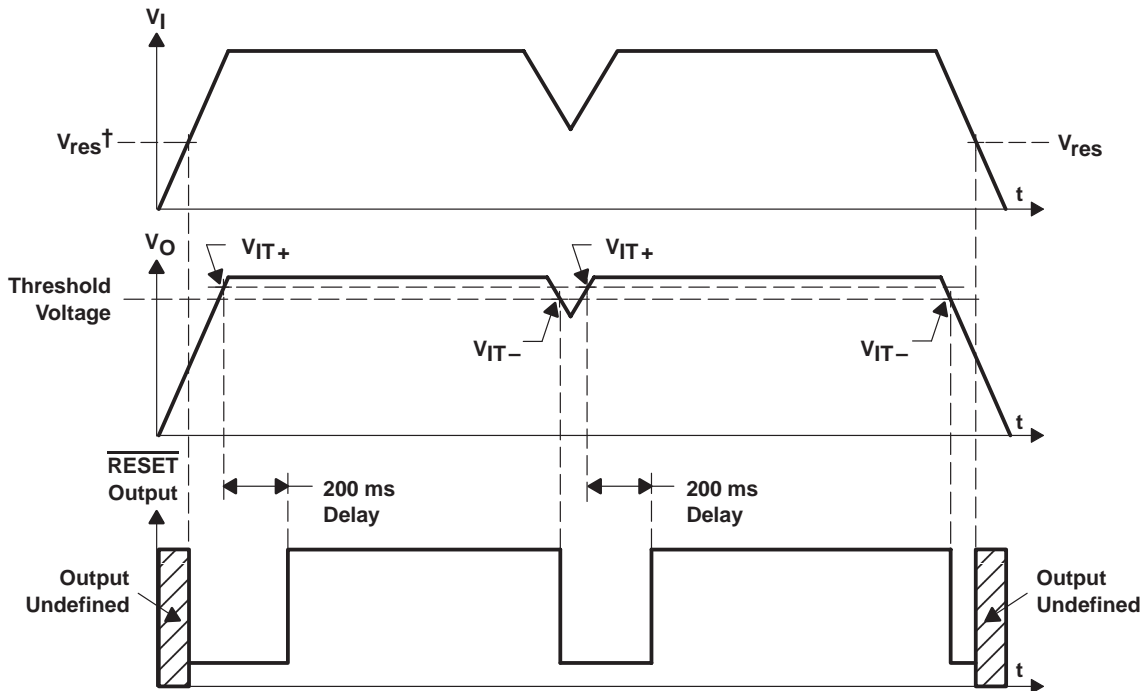 VI
Vres†
Vres
t
VO
VIT+
VIT+
Threshold
Voltage
VIT–
VIT–
t
RESET
Output
200 ms
Delay
200 ms
Delay
Output
Undefined
Output
Undefined
t